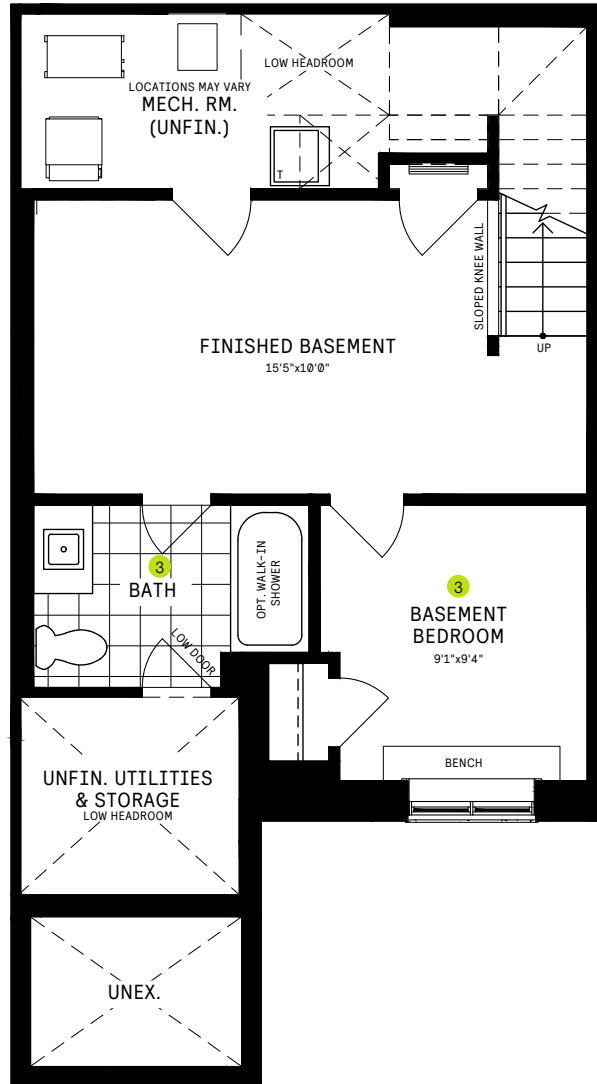 LOW HEADROOM
LOCATIONS MAY VARY
MECH. RM.
(UNFIN.)
T
SLOPED KNEE WALL
FINISHED BASEMENT
15'5"x10'0"
UP
3
BATH
OPT. WALK-IN
SHOWER
LOW DOOR
3
BASEMENT
BEDROOM
9'1"x9'4"
BENCH
UNFIN. UTILITIES
& STORAGE
LOW HEADROOM
UNEX.